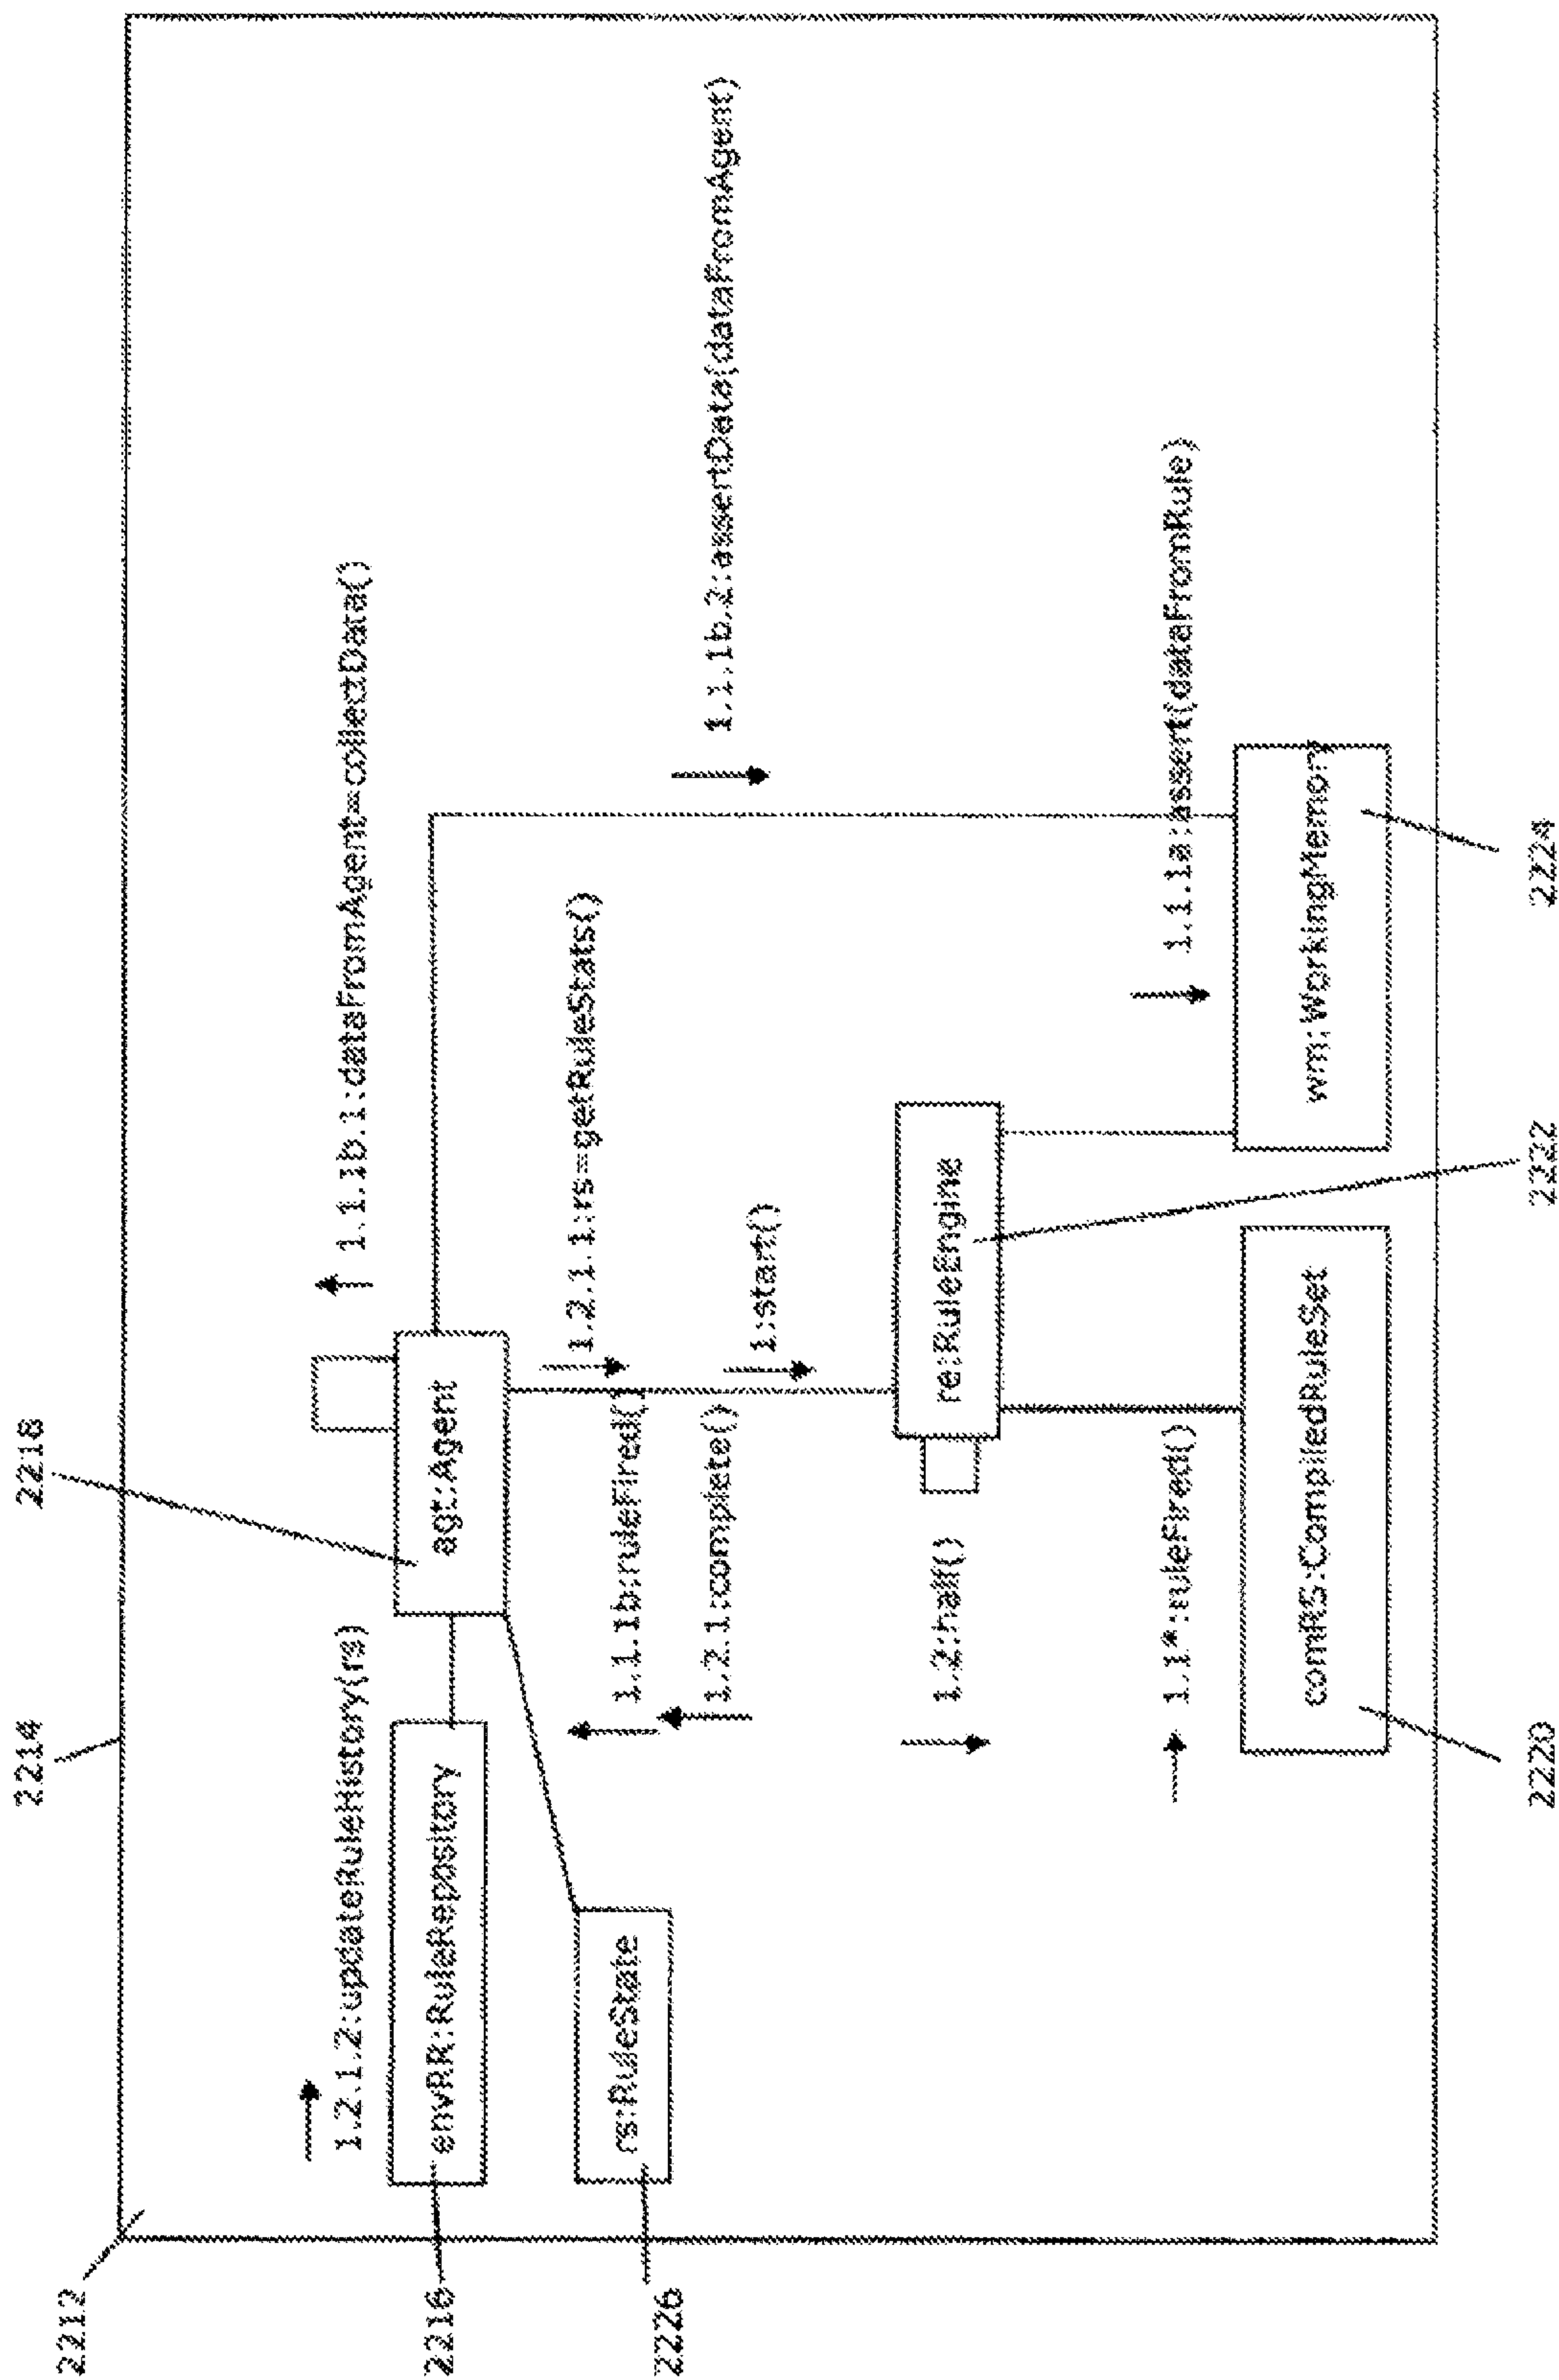 2212
2214
2218
1.2.1.2:updateRuleHistory(rs)
1.1.1b.1:dataFromAgent=collectData()
2216
envRR:RuleRepository
agt:Agent
2226
rs:RuleState
1.1.1b:ruleFired()
1.2.1.1:rs=getRuleStats()
1.2.1:complete()
1:start()
1.1.1b.2:assertData(dataFromAgent)
1.2:halt()
re:RuleEngine
1.1*:ruleFired()
1.1.1a:assert(dataFromRule)
comRS:CompiledRuleSet
wm:WorkingMemory
2220
2222
2224